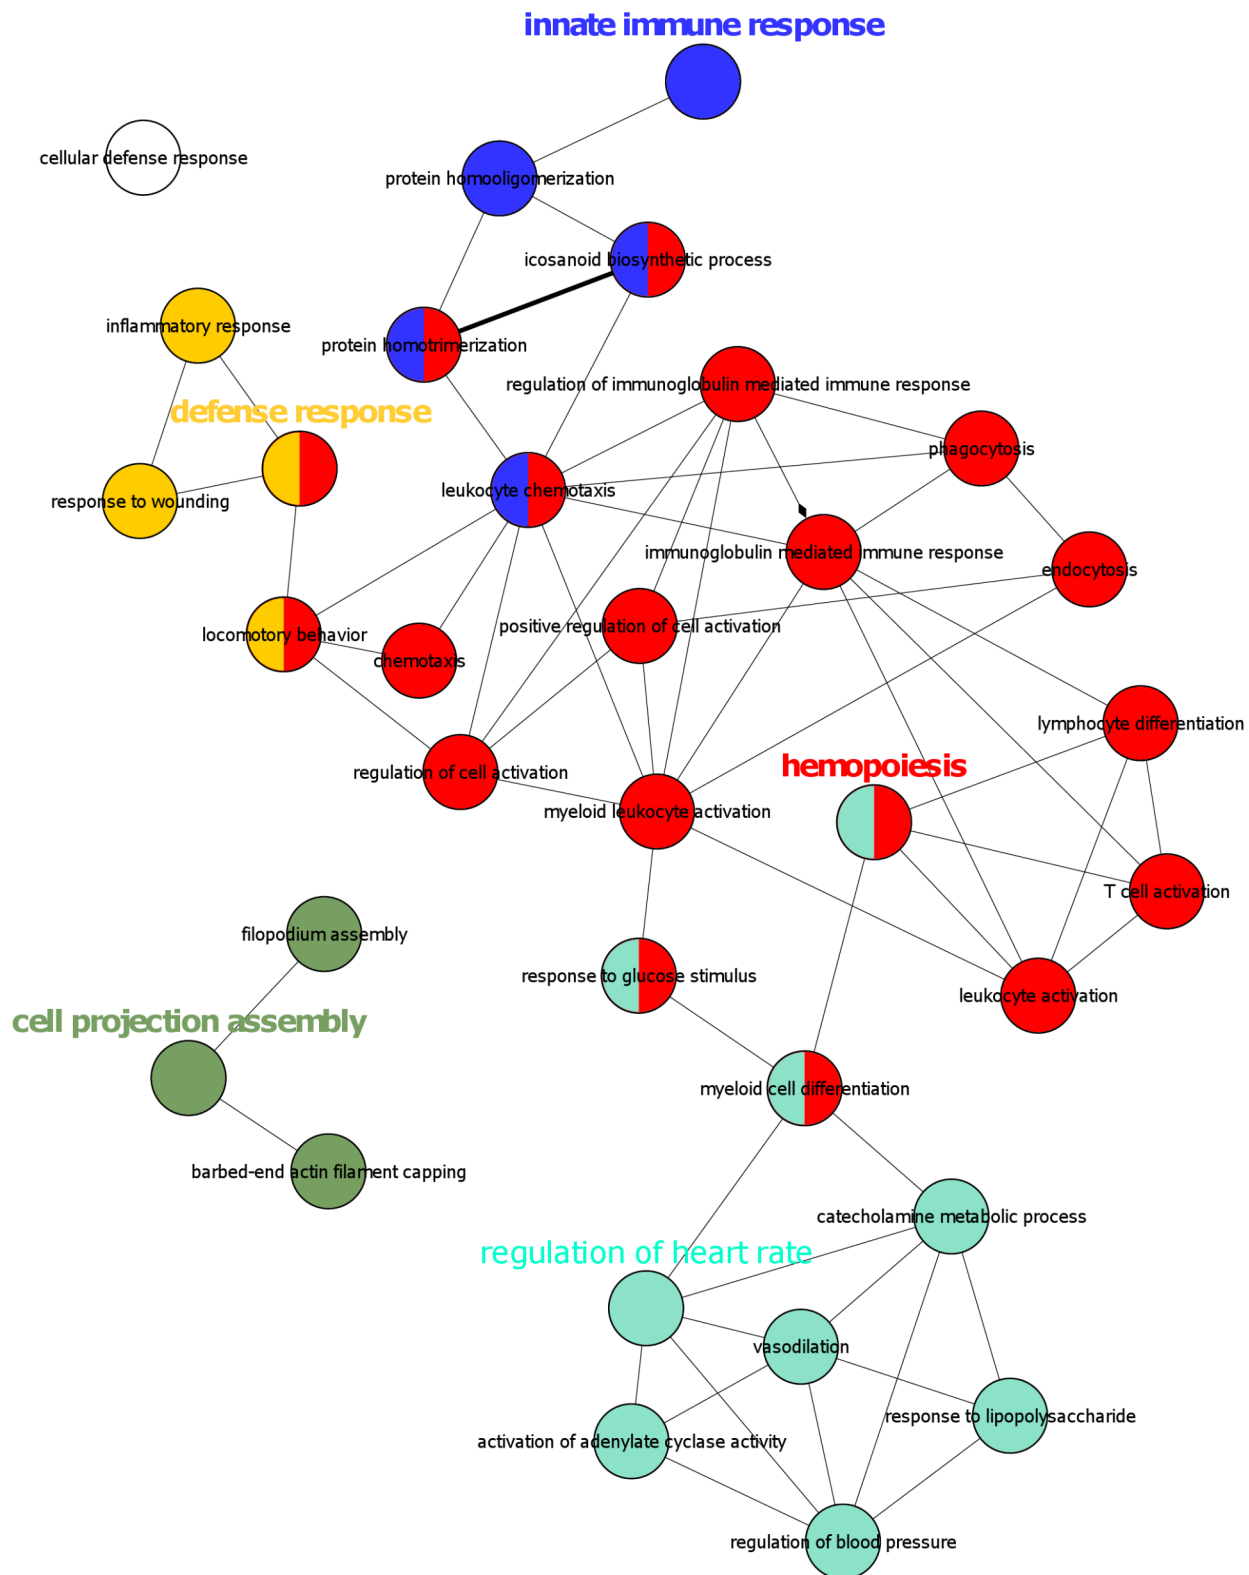 innate immune response
cellular defense response
protein homooligomerization
icosanoid biosynthetic process
inflammatory response
protein homotrimerization
regulation of immunoglobulin mediated immune response
defense response
phagocytosis
leukocyte chemotaxis
response to wounding
immunoglobulin mediated immune response
endocytosis
positive regulation of cell activation
locomotory behavior
chemotaxis
lymphocyte differentiation
hemopoiesis
regulation of cell activation
myeloid leukocyte activation
T cell activation
filopodium assembly
response to glucose stimulus
leukocyte activation
cell projection assembly
myeloid cell differentiation
barbed-end actin filament capping
catecholamine metabolic process
regulation of heart rate
vasodilation
response to lipopolysaccharide
activation of adenylate cyclase activity
regulation of blood pressure